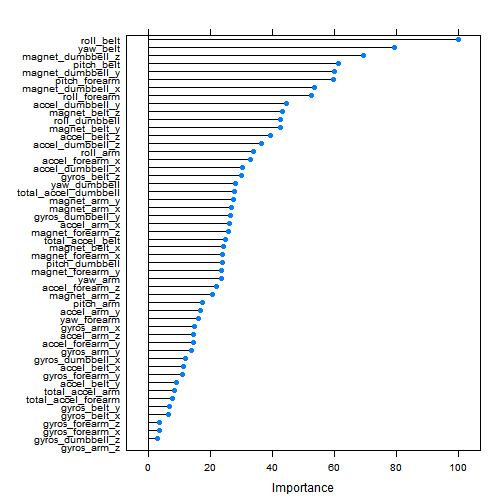 roll_belt
yaw_belt
magnet_dumbbell_z
pitch_belt
magnet_dumbbell_y
pitch_forearm
magnet_dumbbell_x
roll_forearm
accel_dumbbell_y
magnet_belt_z
roll_dumbbell
magnet_belt_y
accel_belt_z
accel_dumbbell_z
roll_arm
accel_forearm_x
accel_dumbbell_x
gyros_belt_z
yaw_dumbbell
total_accel_dumbbell
magnet_arm_y
magnet_arm_x
gyros_dumbbell_y
accel_arm_x
magnet_forearm_z
total_accel_belt
magnet_belt_x
magnet_forearm_x
pitch_dumbbell
magnet_forearm_y
yaw_arm
accel_forearm_z
magnet_arm_z
pitch_arm
accel_arm_y
yaw_forearm
gyros_arm_x
accel_arm_z
accel_forearm_y
gyros_arm_y
gyros_dumbbell_x
accel_belt_x
gyros_forearm_y
accel_belt_y
total_accel_arm
total_accel_forearm
gyros_belt_y
gyros_belt_x
gyros_forearm_z
gyros_forearm_x
gyros_dumbbell_z
gyros_arm_z
0 20 40 60 80 100
Importance